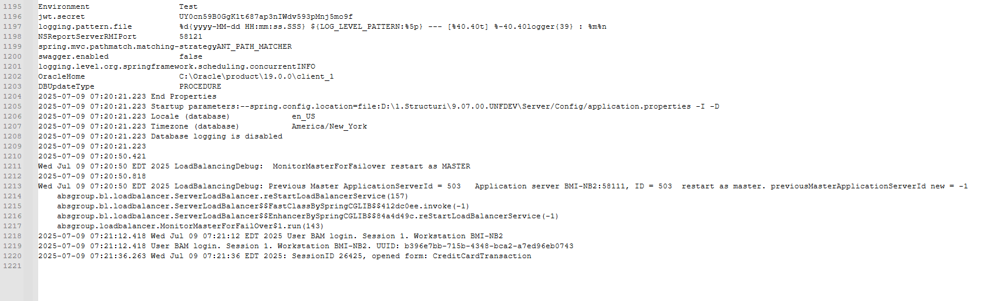 1195 Environment Test
1196 jwt.secret UY0cn59B0GgK1t687ap3nIWdv593pMnj5mo9f
1197 logging.pattern.file %d{yyyy-MM-dd HH:mm:ss.SSS} ${LOG_LEVEL_PATTERN:%5p} --- [%40.40t] %-40.40logger{39} : %m%n
1198 NSReportServerRMIPort 58121
1199 spring.mvc.pathmatch.matching-strategyANT_PATH_MATCHER
1200 swagger.enabled false
1201 logging.level.org.springframework.scheduling.concurrentINFO
1202 OracleHome C:\Oracle\product\19.0.0\client_1
1203 DBUpdateType PROCEDURE
1204 2025-07-09 07:20:21.223 End Properties
1205 2025-07-09 07:20:21.223 Startup parameters:--spring.config.location=file:D:\1.Structuri\9.07.00.UNFDEV\Server/Config/application.properties -I -D
1206 2025-07-09 07:20:21.223 Locale (database) en_US
1207 2025-07-09 07:20:21.223 Timezone (database) America/New_York
1208 2025-07-09 07:20:21.223 Database logging is disabled
1209 2025-07-09 07:20:21.223
1210 2025-07-09 07:20:50.421
1211 Wed Jul 09 07:20:50 EDT 2025 LoadBalancingDebug:  MonitorMasterForFailover restart as MASTER
1212 2025-07-09 07:20:50.818
1213 Wed Jul 09 07:20:50 EDT 2025 LoadBalancingDebug: Previous Master ApplicationServerId = 503   Application server BMI-NB2:58111, ID = 503  restart as master. previousMasterApplicationServerId new = -1
1214 absgroup.bl.loadbalancer.ServerLoadBalancer.reStartLoadBalancerService(157)
1215 absgroup.bl.loadbalancer.ServerLoadBalancer$$FastClassBySpringCGLIB$$412dc0ee.invoke(-1)
1216 absgroup.bl.loadbalancer.ServerLoadBalancer$$EnhancerBySpringCGLIB$$84a4d49c.reStartLoadBalancerService(-1)
1217 absgroup.loadbalancer.MonitorMasterForFailOver$1.run(143)
1218 2025-07-09 07:21:12.418 Wed Jul 09 07:21:12 EDT 2025 User BAM login. Session 1. Workstation BMI-NB2
1219 2025-07-09 07:21:12.418 User BAM login. Session 1. Workstation BMI-NB2. UUID: b396e7bb-715b-4348-bca2-a7ed96eb0743
1220 2025-07-09 07:21:36.263 Wed Jul 09 07:21:36 EDT 2025: SessionID 26425, opened form: CreditCardTransaction
1221